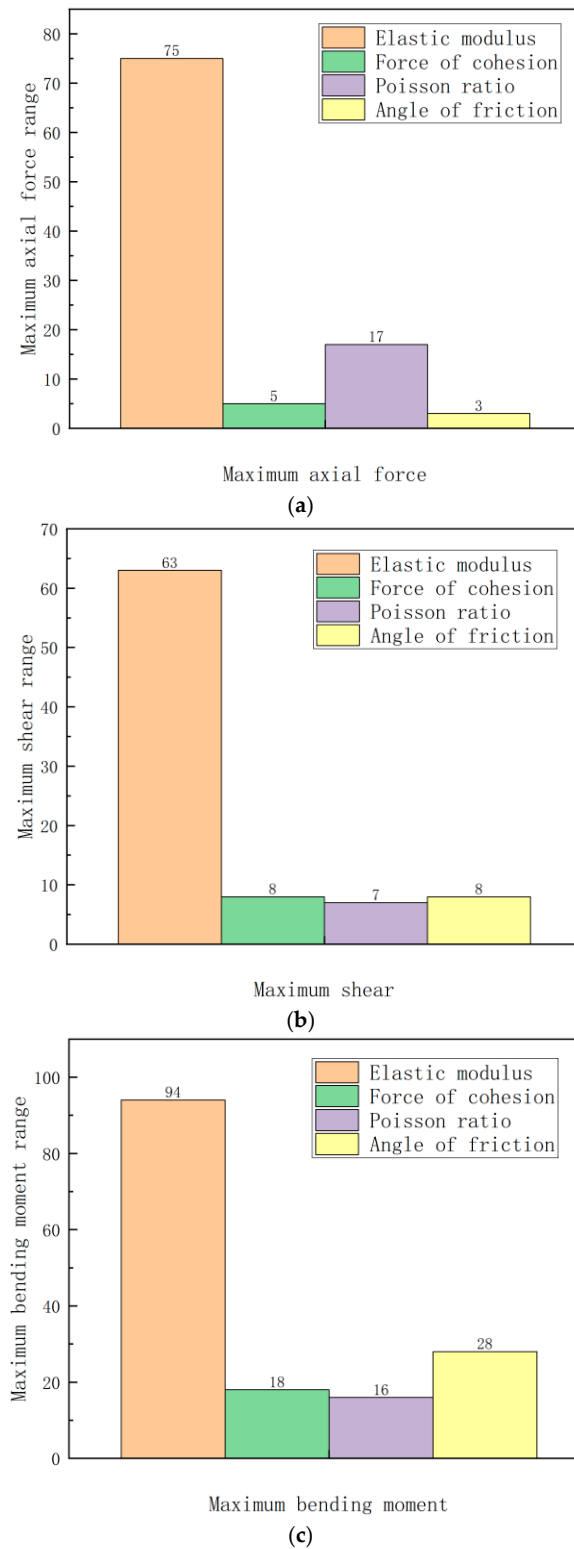 Maximum axial force range
80
70
60
50
40
30
20
10
0
75
5
17
3
Elastic modulus
Force of cohesion
Poisson ratio
Angle of friction
Maximum axial force
(a)
Maximum shear range
70
60
50
40
30
20
10
0
63
8
7
8
Elastic modulus
Force of cohesion
Poisson ratio
Angle of friction
Maximum shear
(b)
Maximum bending moment range
100
80
60
40
20
0
94
18
16
28
Elastic modulus
Force of cohesion
Poisson ratio
Angle of friction
Maximum bending moment
(c)